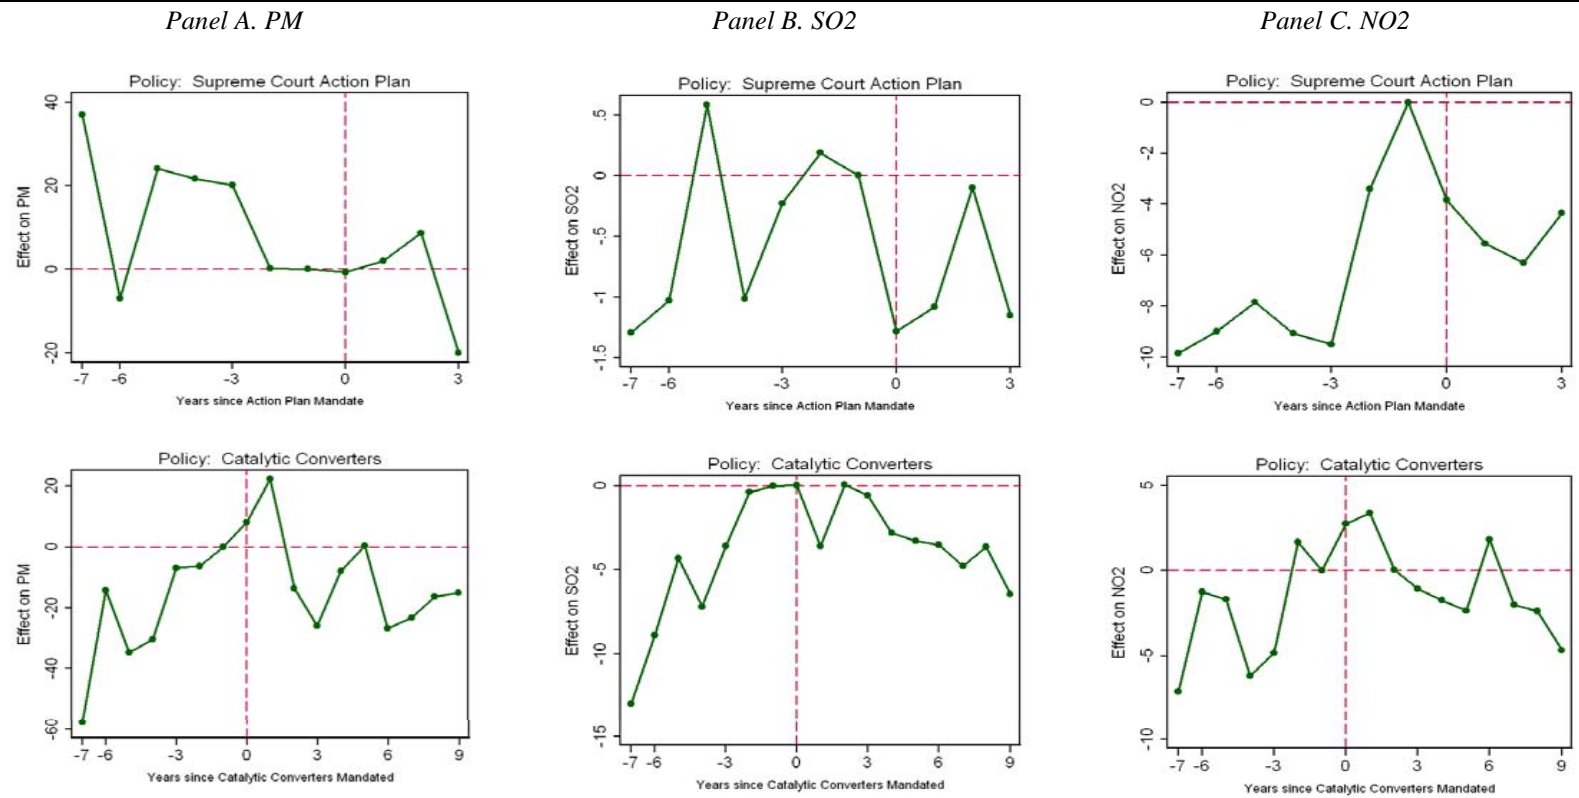 Panel A. PM
Panel B. SO2
Panel C. NO2
Policy: Supreme Court Action Plan
Effect on PM
40
20
0
-20
-7 -6 -3 0 3
Years since Action Plan Mandate
Policy: Supreme Court Action Plan
Effect on SO2
.5
0
-.5
-1
-1.5
-7 -6 -3 0 3
Years since Action Plan Mandate
Policy: Supreme Court Action Plan
Effect on NO2
0
-2
-4
-6
-8
-10
-7 -6 -3 0 3
Years since Action Plan Mandate
Policy: Catalytic Converters
Effect on PM
20
0
-20
-40
-60
-7 -6 -3 0 3 6 9
Years since Catalytic Converters Mandated
Policy: Catalytic Converters
Effect on SO2
0
-5
-10
-15
-7 -6 -3 0 3 6 9
Years since Catalytic Converters Mandated
Policy: Catalytic Converters
Effect on NO2
5
0
-5
-10
-7 -6 -3 0 3 6 9
Years since Catalytic Converters Mandated